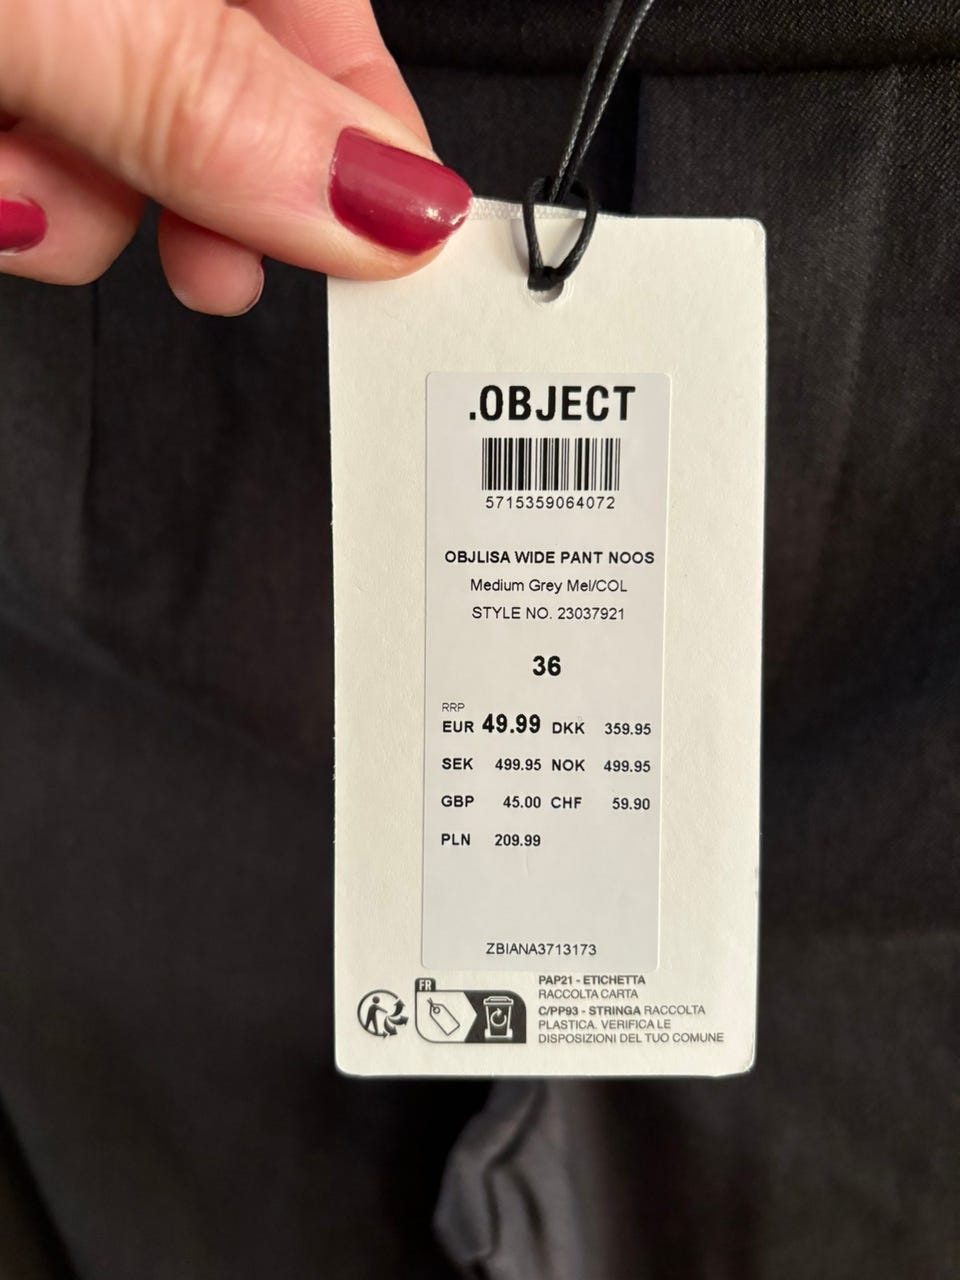 .OBJECT
5715359064072
OBJLISA WIDE PANT NOOS
Medium Grey Mel/COL
STYLE NO. 23037921
36
RRP
EUR 49.99 DKK 359.95
SEK 499.95 NOK 499.95
GBP 45.00 CHF 59.90
PLN 209.99
ZBIANA3713173
FR
PAP21 - ETICHETTA
RACCOLTA CARTA
C/PP93 - STRINGA RACCOLTA
PLASTICA. VERIFICA LE
DISPOSIZIONI DEL TUO COMUNE